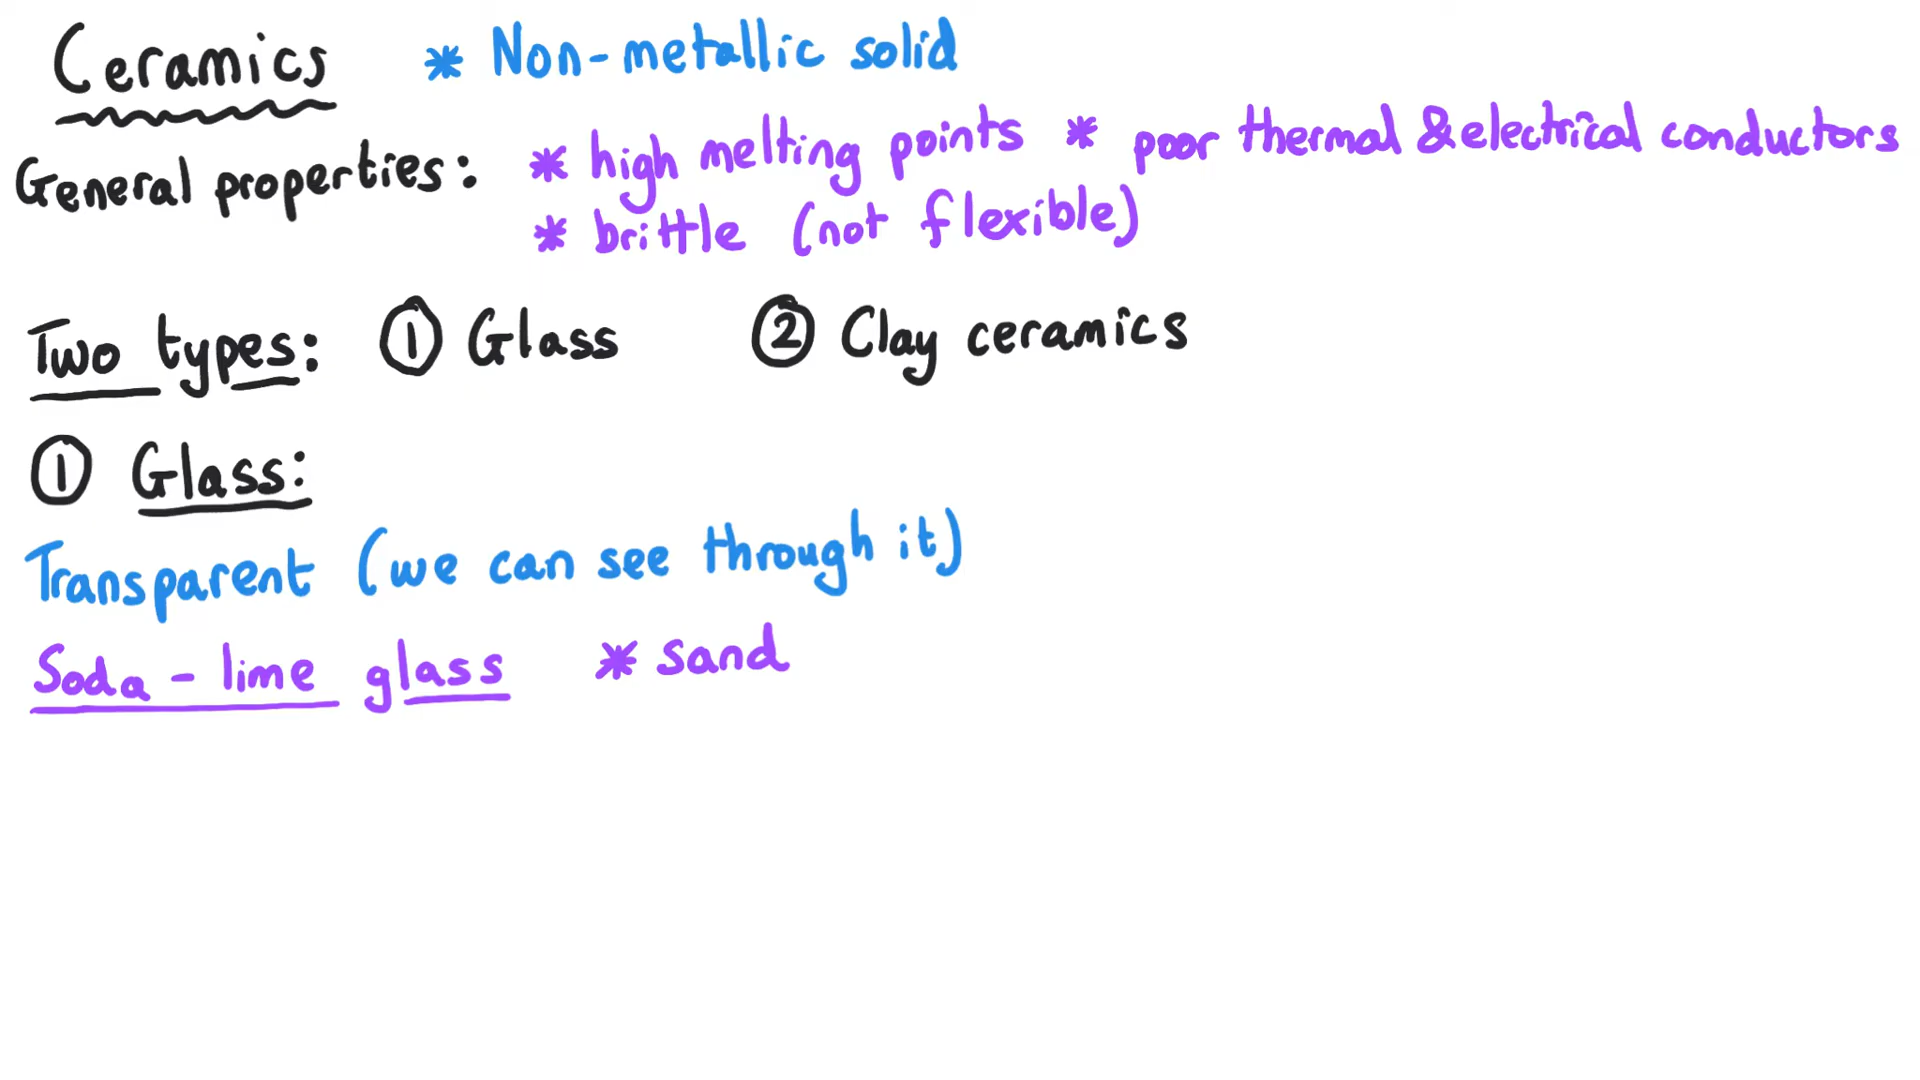 Ceramics * Non-metallic solid
General properties: * high melting points * poor thermal & electrical conductors
* brittle (not flexible)
Two types: ① Glass ② Clay ceramics
① Glass:
Transparent (we can see through it)
Soda - lime glass * sand